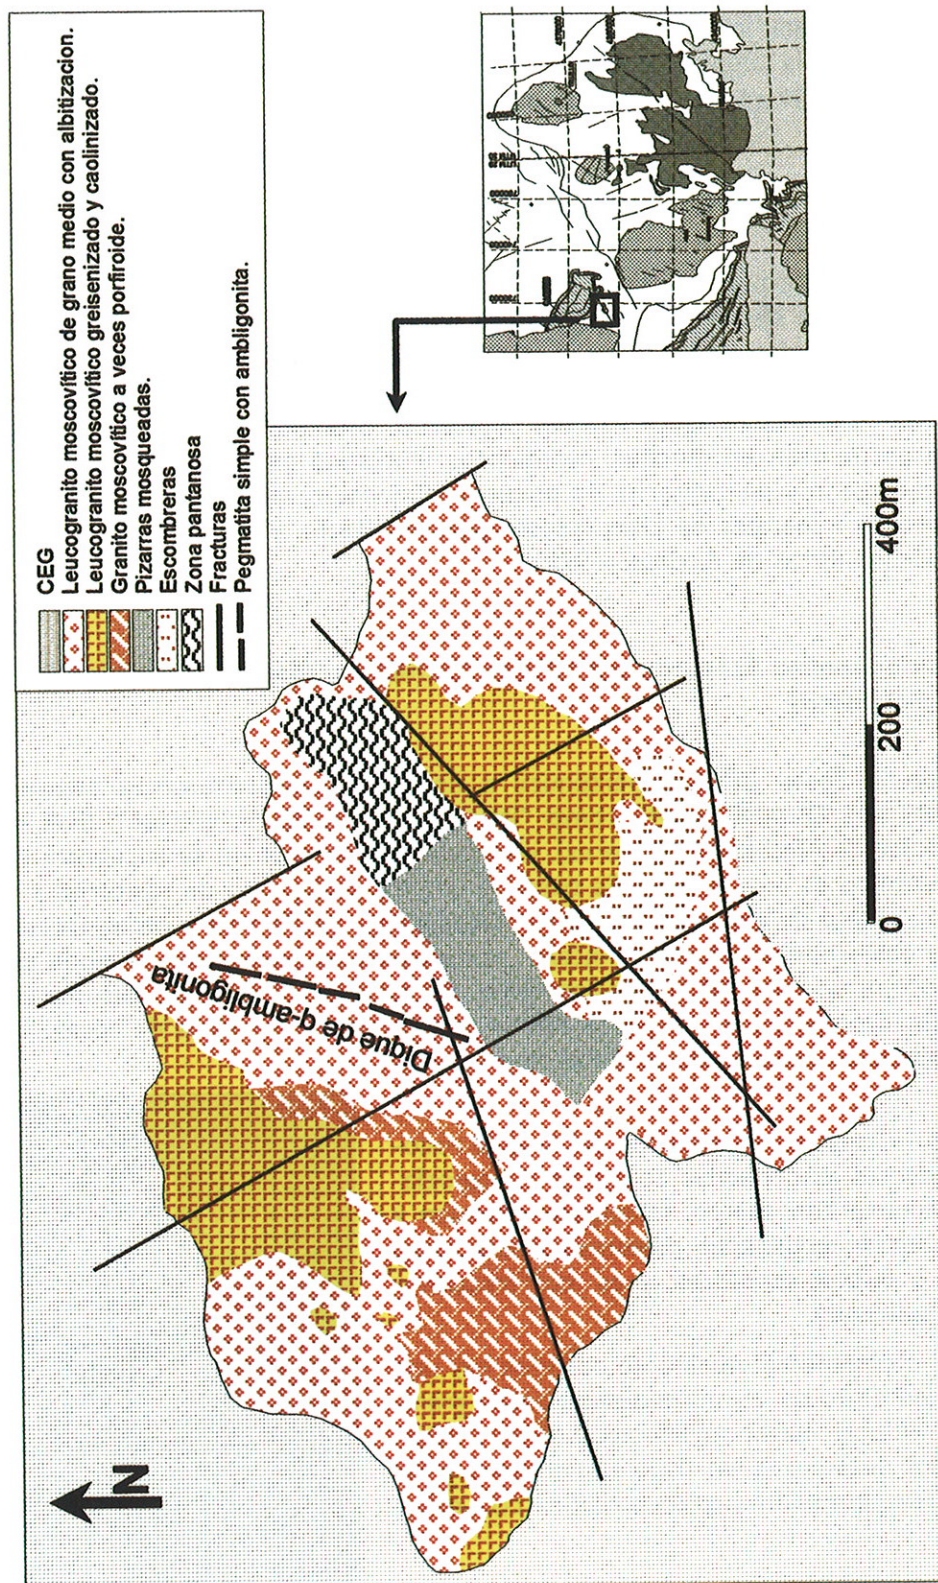 CEG
Leucogranito moscovítico de grano medio con albitizacion.
Leucogranito moscovítico greisenizado y caolinizado.
Granito moscovítico a veces porfiroide.
Pizarras mosqueadas.
Escombreras
Zona pantanosa
Fracturas
Pegmatita simple con ambligonita.
N
Dique de q-ambligonita
0
200
400m